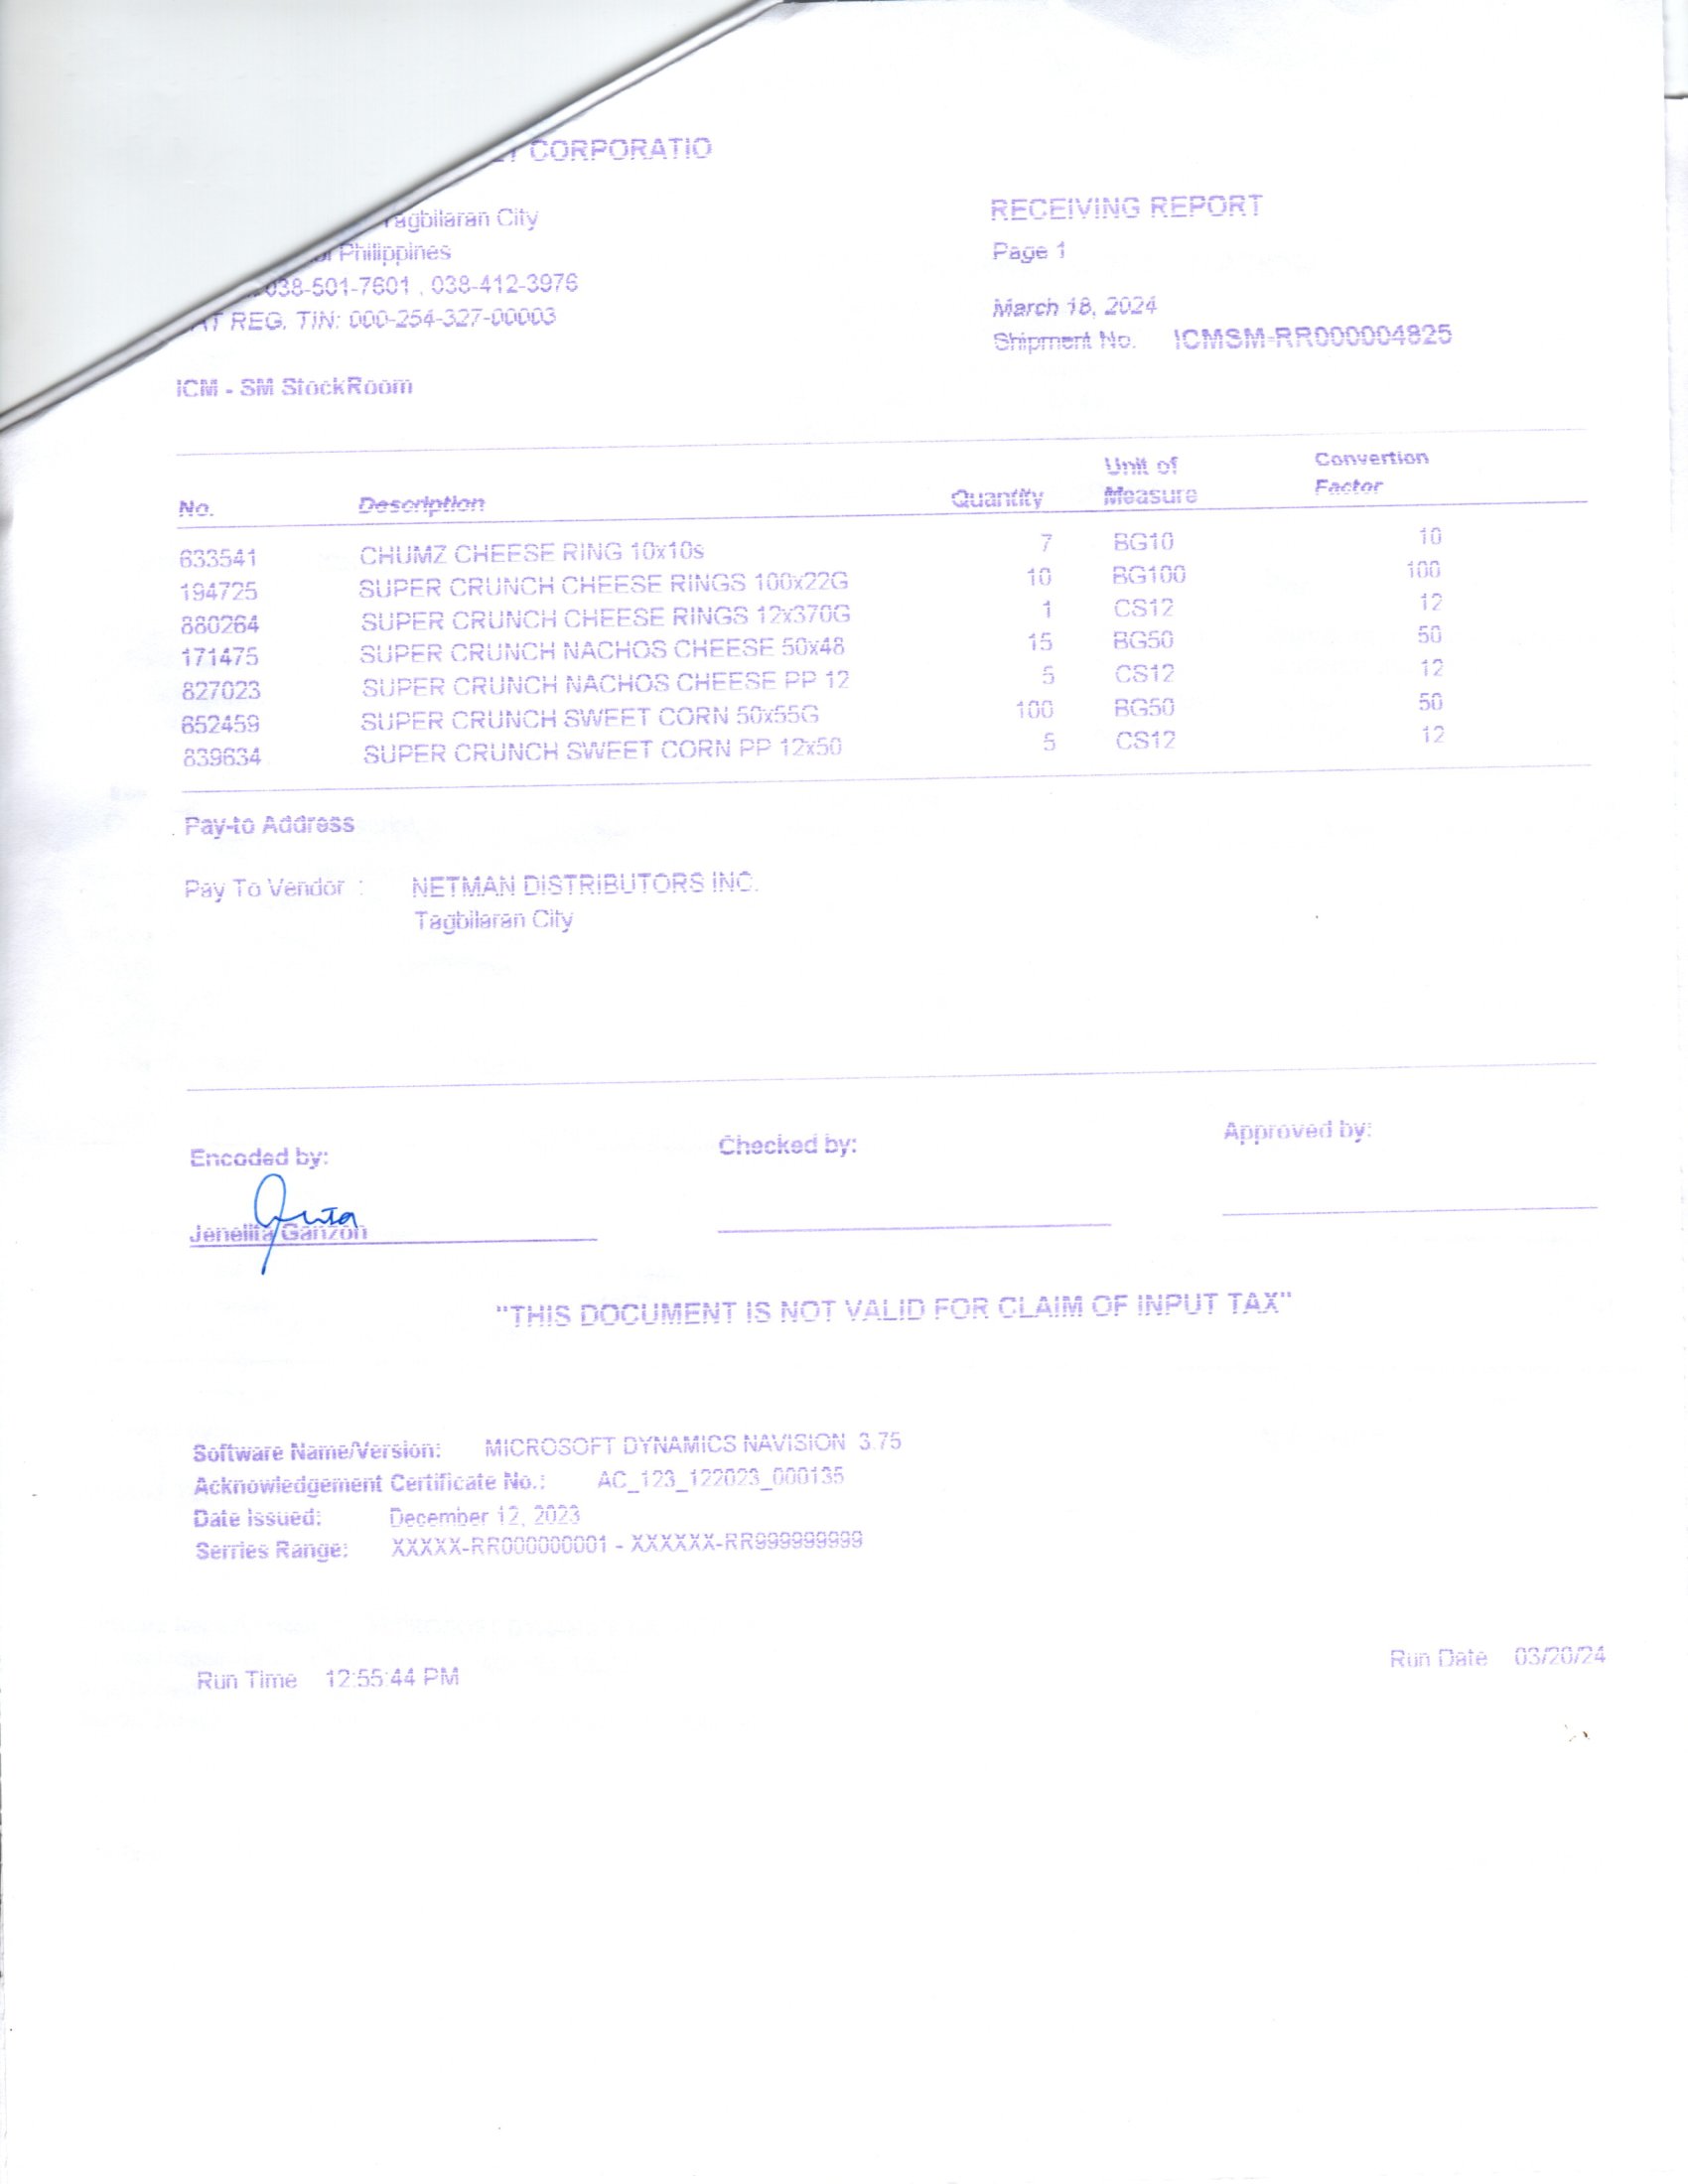 CORPORATIO
Tagbilaran City
Philippines
038-501-7601 , 038-412-3976
REG. TIN: 000-254-327-00003
ICM - SM StockRoom
RECEIVING REPORT
Page 1
March 18, 2024
Shipment No. ICMSM-RR000004825
No. Description Quantity Unit of Measure Convertion Factor
633541 CHUMZ CHEESE RING 10x10s 7 BG10 10
194725 SUPER CRUNCH CHEESE RINGS 100x22G 10 BG100 100
880264 SUPER CRUNCH CHEESE RINGS 12x370G 1 CS12 12
171475 SUPER CRUNCH NACHOS CHEESE 50x48 15 BG50 50
827023 SUPER CRUNCH NACHOS CHEESE PP 12 5 CS12 12
652459 SUPER CRUNCH SWEET CORN 50x55G 100 BG50 50
839634 SUPER CRUNCH SWEET CORN PP 12x50 5 CS12 12
Pay-to Address
Pay To Vendor : NETMAN DISTRIBUTORS INC.
Tagbilaran City
Encoded by: Checked by: Approved by:
Jenelita Ganzon
"THIS DOCUMENT IS NOT VALID FOR CLAIM OF INPUT TAX"
Software Name/Version: MICROSOFT DYNAMICS NAVISION 3.75
Acknowledgement Certificate No.: AC_123_122023_000135
Date Issued: December 12, 2023
Serries Range: XXXXX-RR000000001 - XXXXXX-RR999999999
Run Time 12:55:44 PM Run Date 03/20/24